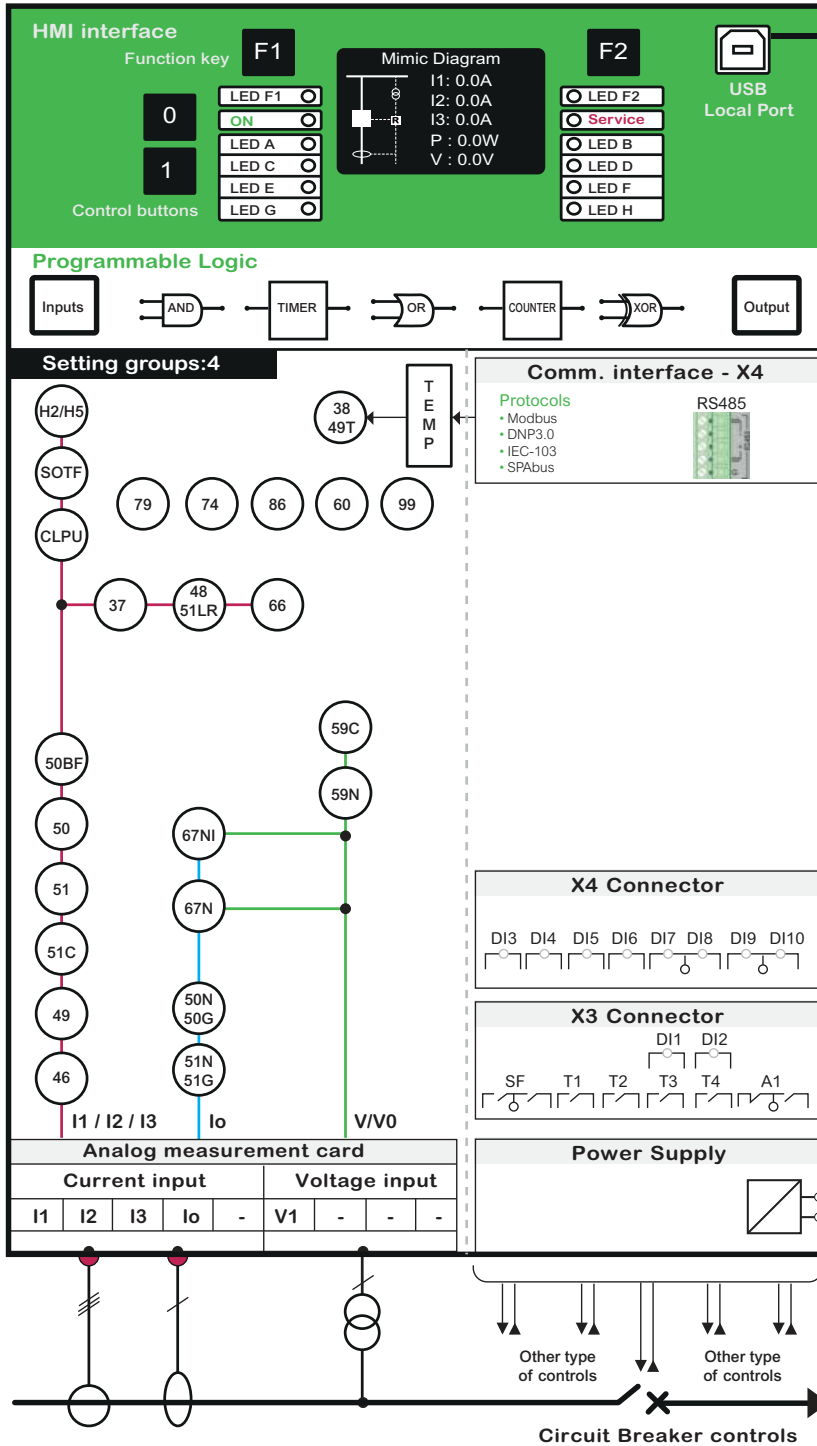 HMI interface
Function key
F1
Mimic Diagram
I1: 0.0A
I2: 0.0A
I3: 0.0A
P : 0.0W
V : 0.0V
R
F2
USB
Local Port
0
1
Control buttons
LED F1
ON
LED A
LED C
LED E
LED G
LED F2
Service
LED B
LED D
LED F
LED H
Programmable Logic
Inputs
AND
TIMER
OR
COUNTER
XOR
Output
Setting groups:4
H2/H5
SOTF
CLPU
38
49T
T
E
M
P
79
74
86
60
99
37
48
51LR
66
59C
59N
50BF
50
51
51C
49
46
67NI
67N
50N
50G
51N
51G
I1 / I2 / I3
Io
V/V0
Comm. interface - X4
Protocols
• Modbus
• DNP3.0
• IEC-103
• SPAbus
RS485
X4 Connector
DI3 DI4 DI5 DI6 DI7 DI8 DI9 DI10
X3 Connector
DI1 DI2
SF T1 T2 T3 T4 A1
Analog measurement card
Current input
Voltage input
I1 I2 I3 Io - V1 - - -
Power Supply
Other type
of controls
Other type
of controls
Circuit Breaker controls